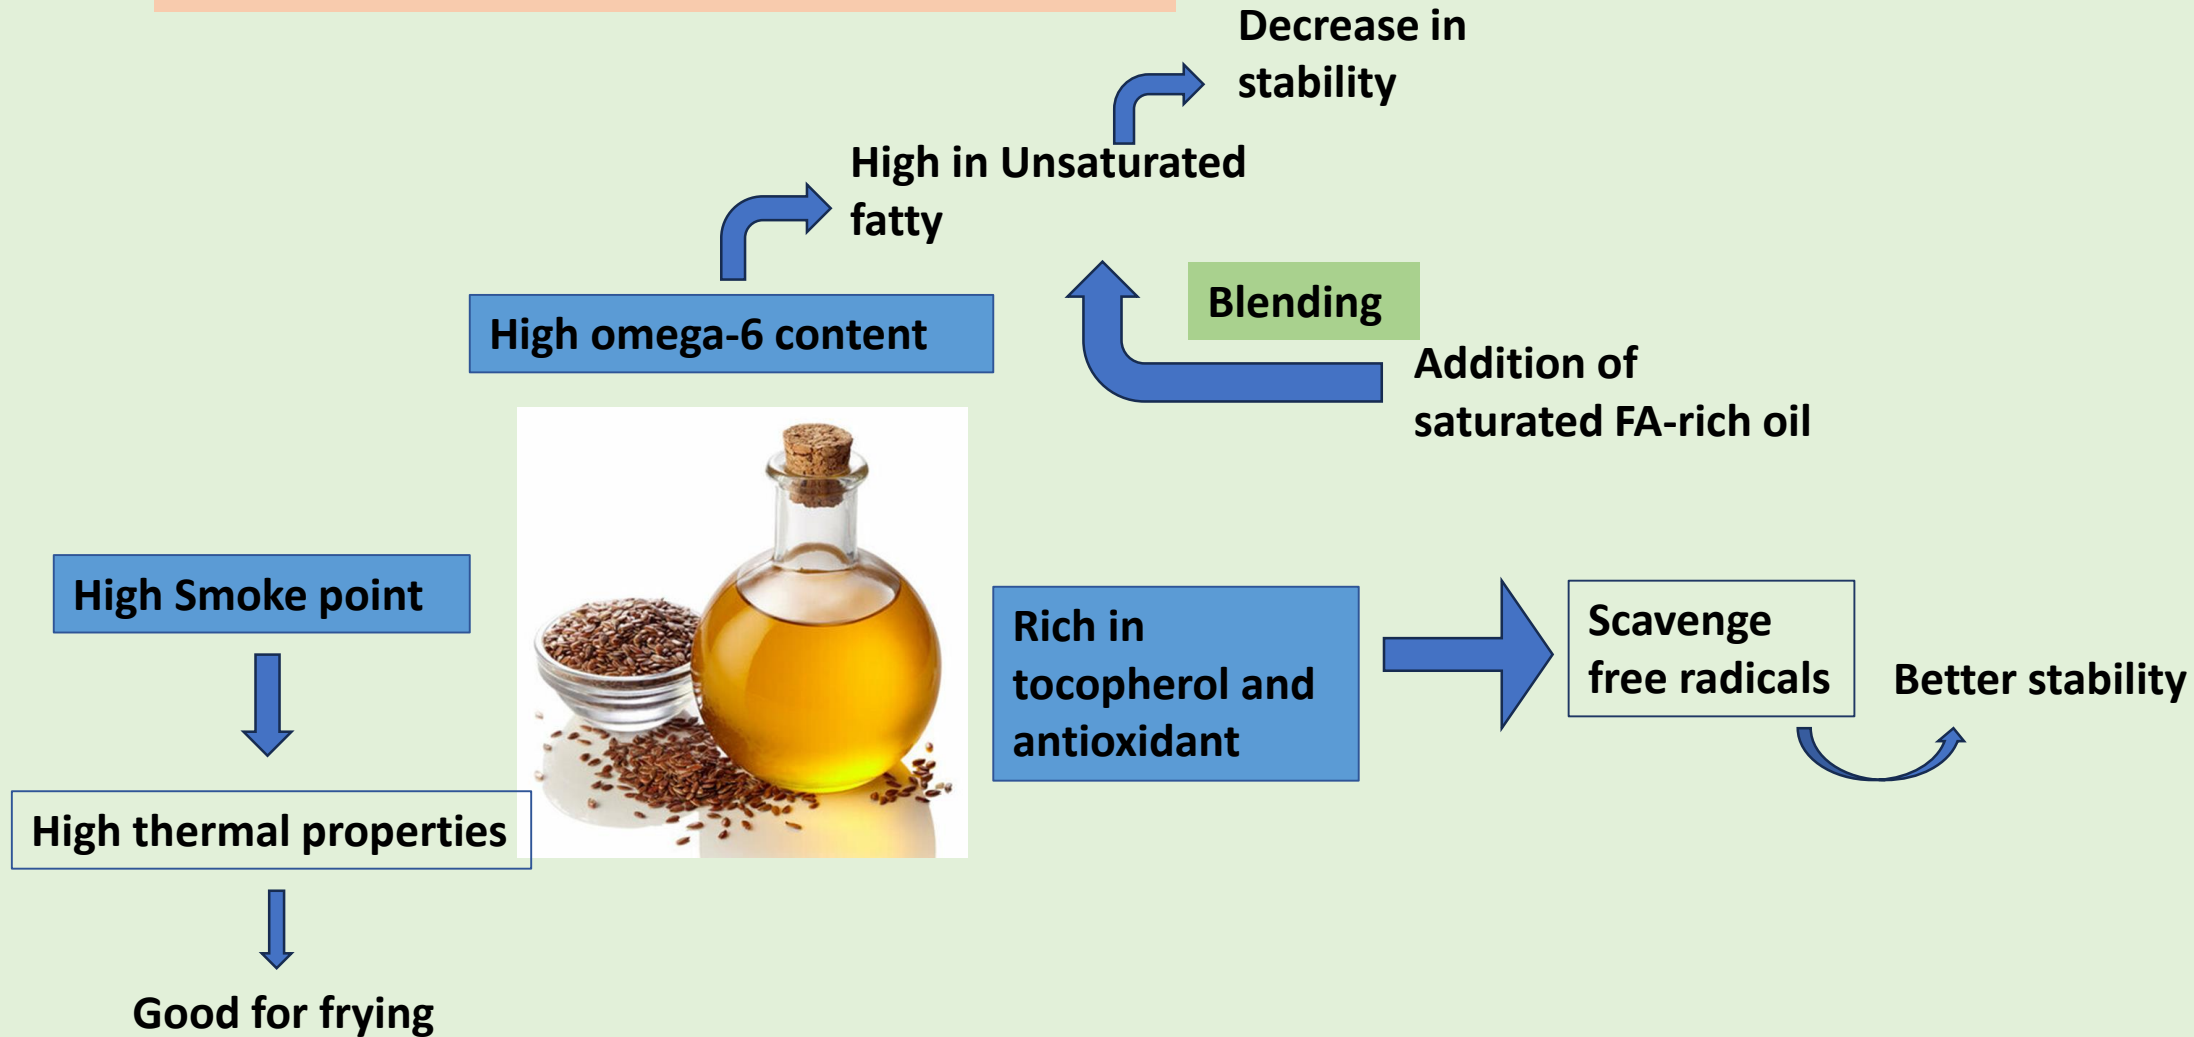 Decrease in
stability
High in Unsaturated
fatty
High omega-6 content
Blending
Addition of
saturated FA-rich oil
High Smoke point
Rich in
tocopherol and
antioxidant
Scavenge
free radicals
Better stability
High thermal properties
Good for frying